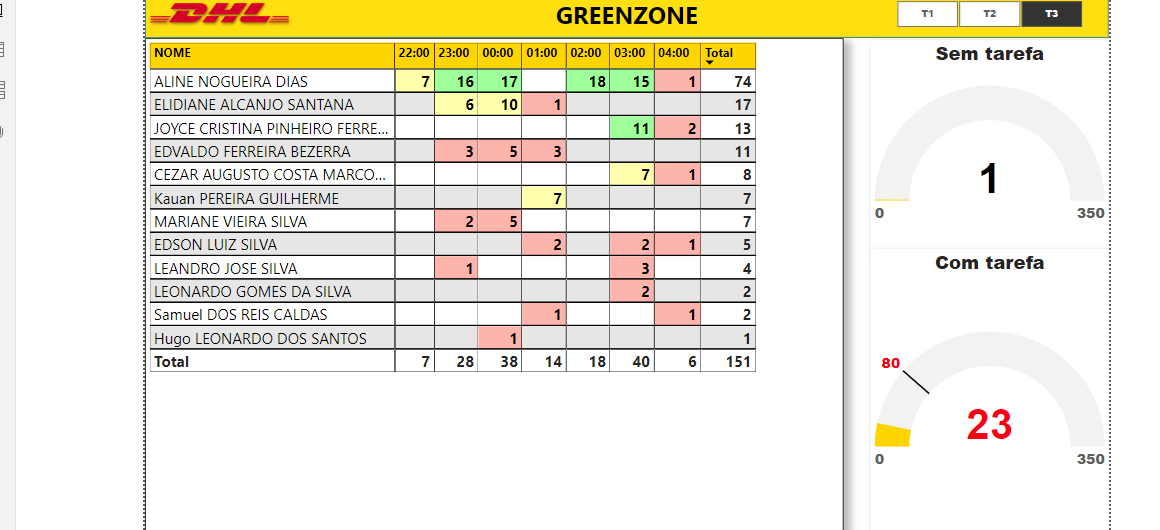 DHL
GREENZONE
T1 T2 T3
NOME 22:00 23:00 00:00 01:00 02:00 03:00 04:00 Total
ALINE NOGUEIRA DIAS 7 16 17 18 15 1 74
ELIDIANE ALCANJO SANTANA 6 10 1 17
JOYCE CRISTINA PINHEIRO FERRE... 11 2 13
EDVALDO FERREIRA BEZERRA 3 5 3 11
CEZAR AUGUSTO COSTA MARCO... 7 1 8
Kauan PEREIRA GUILHERME 7 7
MARIANE VIEIRA SILVA 2 5 7
EDSON LUIZ SILVA 2 2 1 5
LEANDRO JOSE SILVA 1 3 4
LEONARDO GOMES DA SILVA 2 2
Samuel DOS REIS CALDAS 1 1 2
Hugo LEONARDO DOS SANTOS 1 1
Total 7 28 38 14 18 40 6 151
Sem tarefa
1
0 350
Com tarefa
80
23
0 350